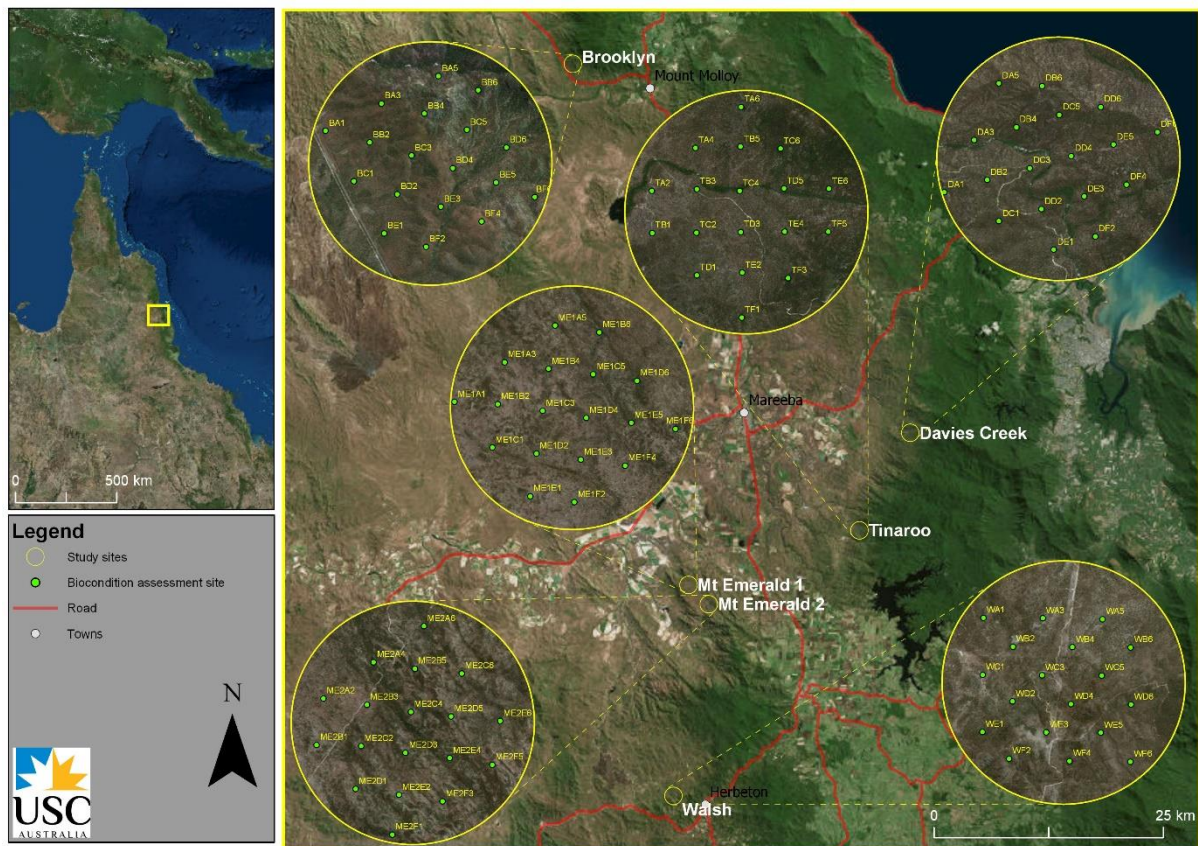 0
500 km
Legend
Study sites
Biocondition assessment site
Road
Towns
N
USC
AUSTRALIA
Brooklyn
Mount Molloy
BA5
BB6
BA3
BB4
BA1
BC5
BB2
BD6
BC3
BD4
BC1
BE5
BD2
BE3
BF4
BE1
BF2
TA6
TA4
TB5
TC6
TA2
TB3
TC4
TD5
TE6
TB1
TC2
TD3
TE4
TF5
TD1
TE2
TF3
TF1
DA5
DB6
DC5
DD6
DB4
DA3
DE5
DD4
DC3
DB2
DF4
DA1
DE3
DD2
DC1
DF2
DE1
ME1A5
ME1B6
ME1A3
ME1B4
ME1C5
ME1D6
ME1A1
ME1B2
ME1C3
ME1D4
ME1E5
ME1F6
ME1C1
ME1D2
ME1E3
ME1F4
ME1E1
ME1F2
Mareeba
Davies Creek
Tinaroo
Mt Emerald 1
Mt Emerald 2
ME2A6
ME2A4
ME2B5
ME2C6
ME2A2
ME2B3
ME2C4
ME2D5
ME2E6
ME2B1
ME2C2
ME2D3
ME2E4
ME2F5
ME2D1
ME2E2
ME2F3
ME2F1
WA1
WA3
WA5
WB2
WB4
WB6
WC1
WC3
WC5
WD2
WD4
WD6
WE1
WE3
WE5
WF2
WF4
WF6
Walsh
Herbeton
0
25 km